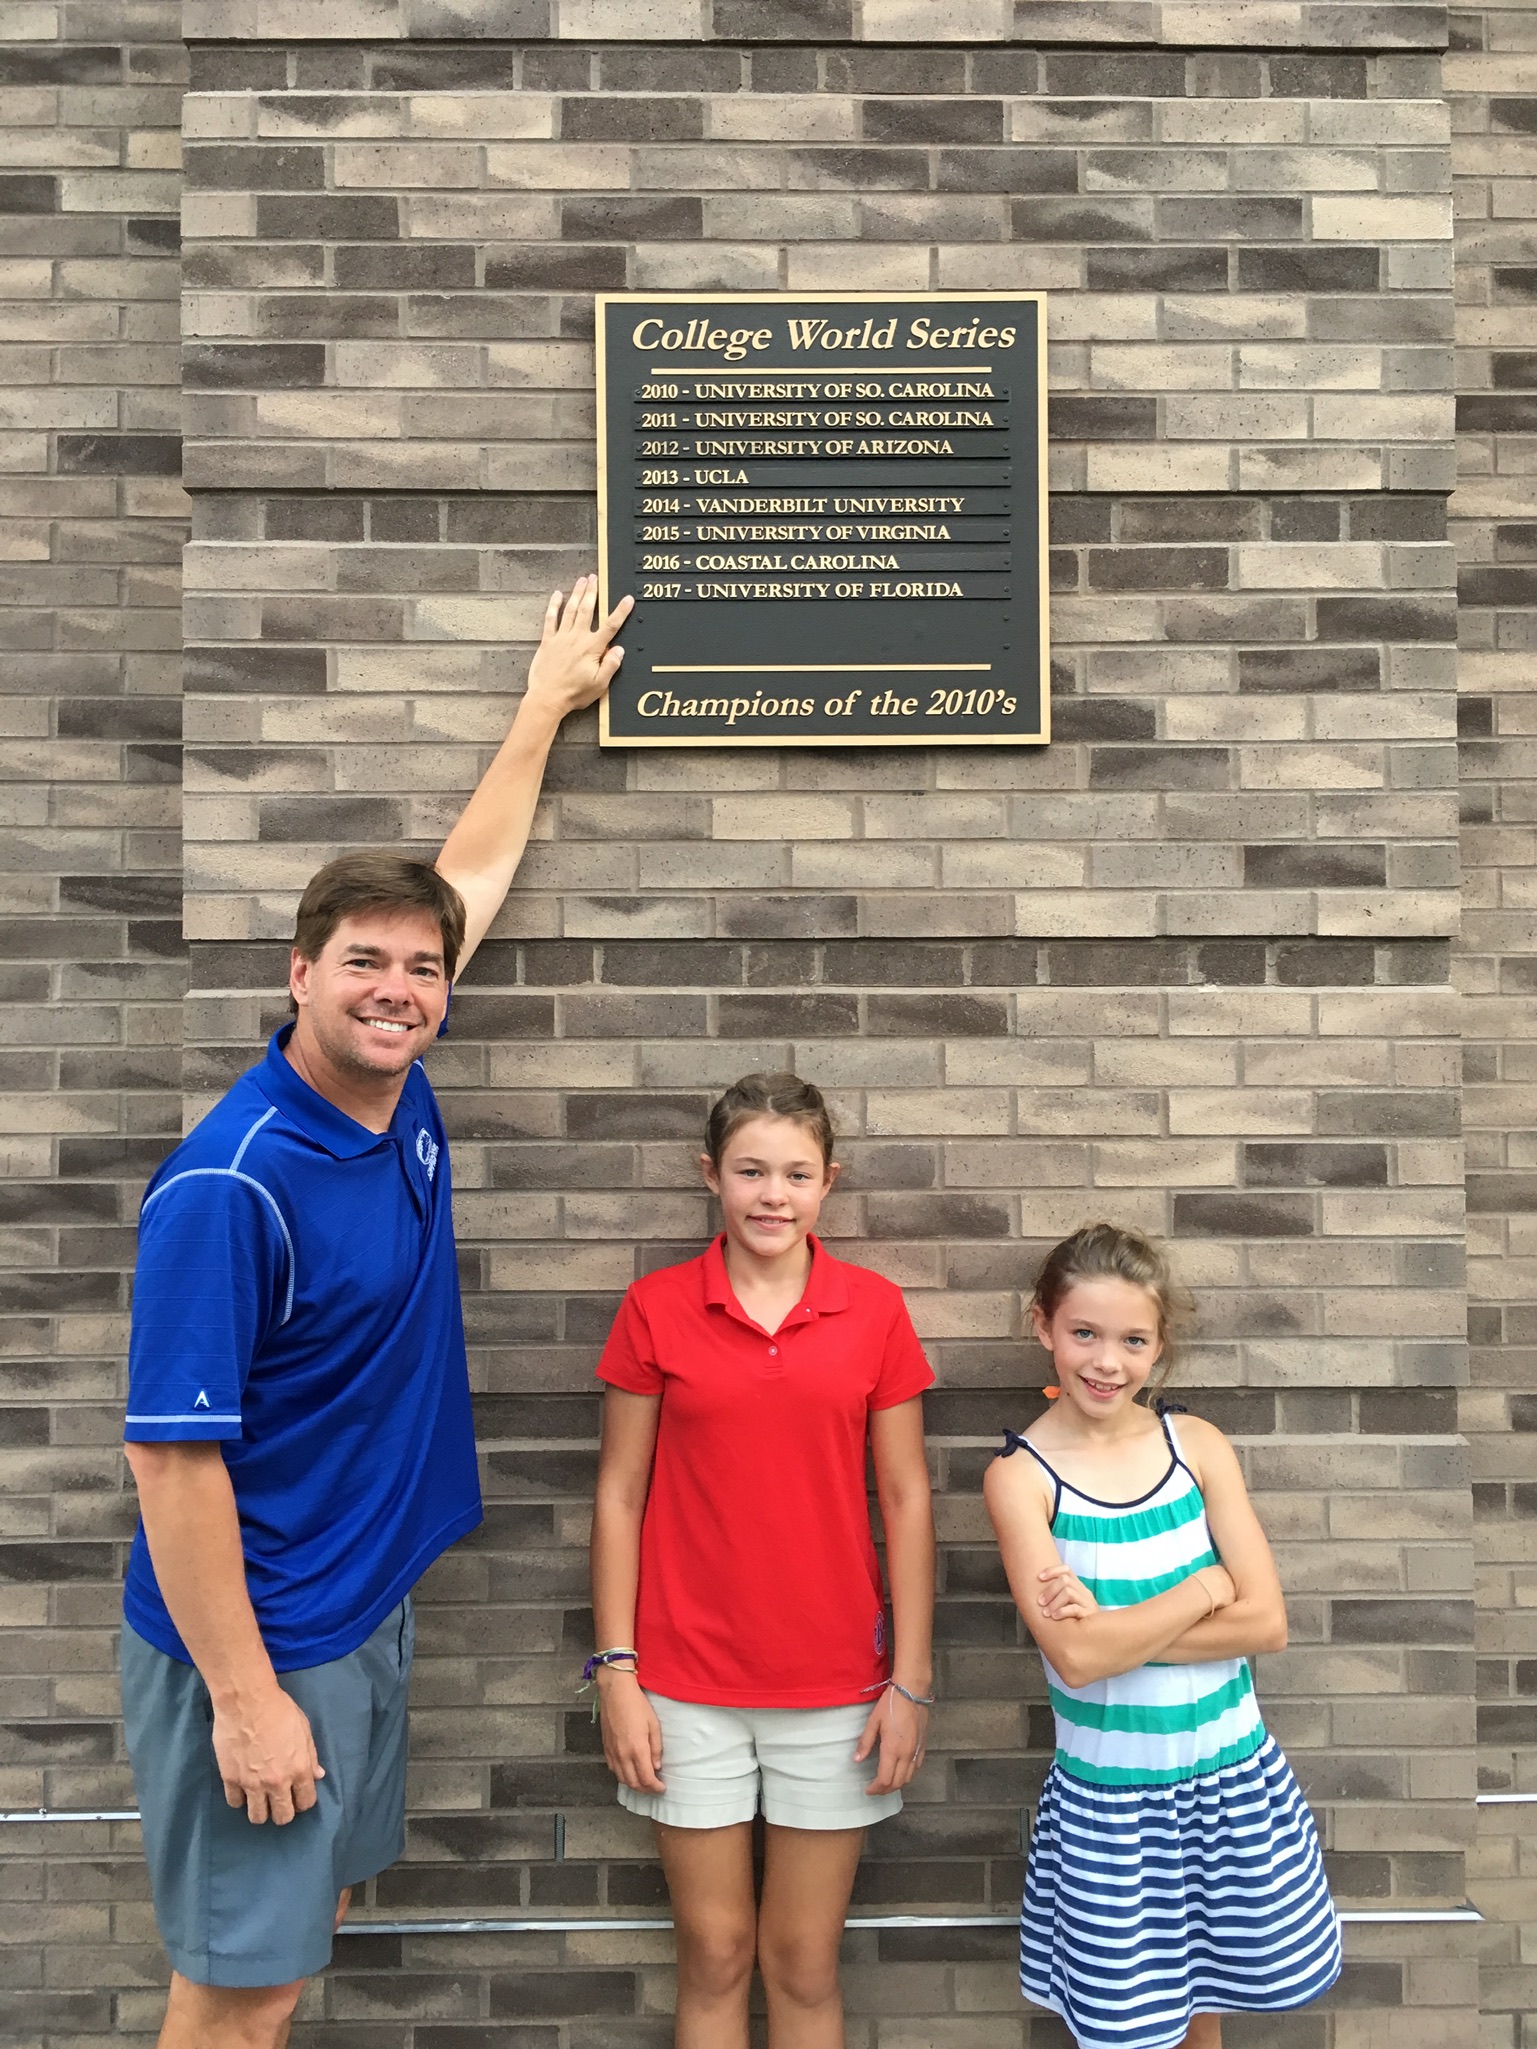 College World Series
2010 - UNIVERSITY OF SO. CAROLINA
2011 - UNIVERSITY OF SO. CAROLINA
2012 - UNIVERSITY OF ARIZONA
2013 - UCLA
2014 - VANDERBILT UNIVERSITY
2015 - UNIVERSITY OF VIRGINIA
2016 - COASTAL CAROLINA
2017 - UNIVERSITY OF FLORIDA
Champions of the 2010's